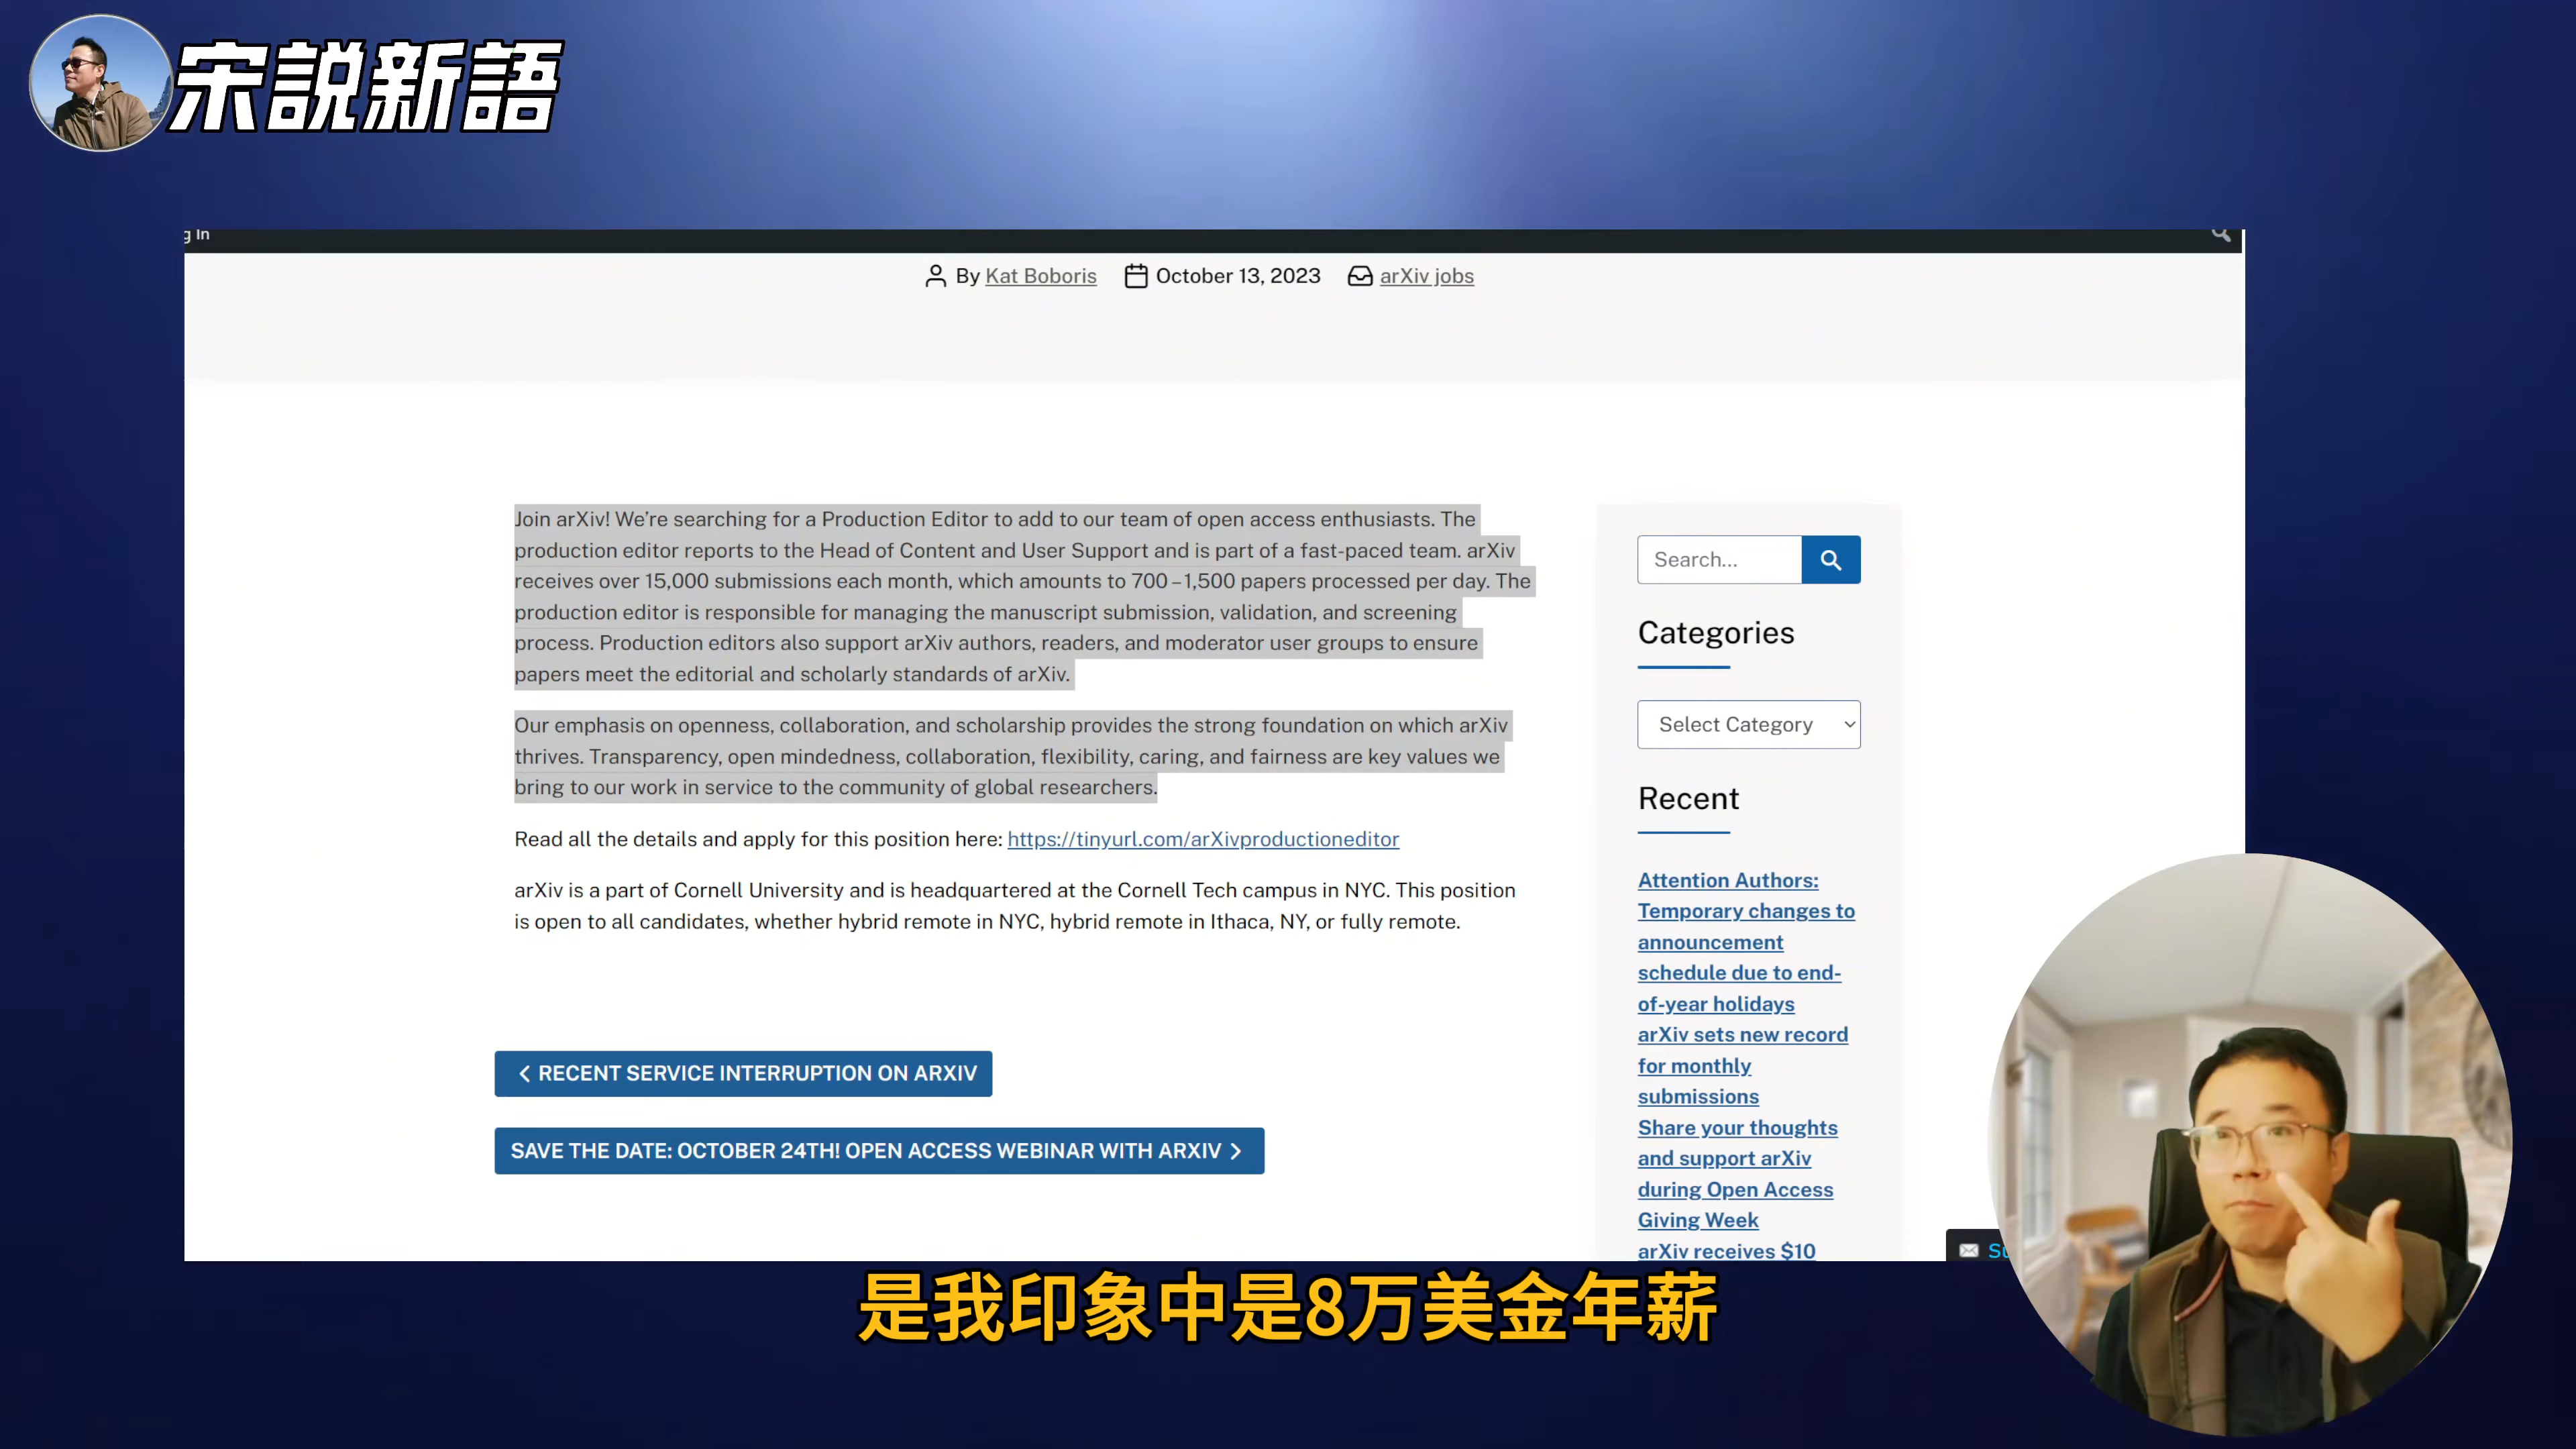 宋説新語
g In
By Kat Boboris October 13, 2023 arXiv jobs
Join arXiv! We're searching for a Production Editor to add to our team of open access enthusiasts. The
production editor reports to the Head of Content and User Support and is part of a fast-paced team. arXiv
receives over 15,000 submissions each month, which amounts to 700–1,500 papers processed per day. The
production editor is responsible for managing the manuscript submission, validation, and screening
process. Production editors also support arXiv authors, readers, and moderator user groups to ensure
papers meet the editorial and scholarly standards of arXiv.
Our emphasis on openness, collaboration, and scholarship provides the strong foundation on which arXiv
thrives. Transparency, open mindedness, collaboration, flexibility, caring, and fairness are key values we
bring to our work in service to the community of global researchers.
Read all the details and apply for this position here: https://tinyurl.com/arXivproductioneditor
arXiv is a part of Cornell University and is headquartered at the Cornell Tech campus in NYC. This position
is open to all candidates, whether hybrid remote in NYC, hybrid remote in Ithaca, NY, or fully remote.
RECENT SERVICE INTERRUPTION ON ARXIV
SAVE THE DATE: OCTOBER 24TH! OPEN ACCESS WEBINAR WITH ARXIV
Search...
Categories
Select Category
Recent
Attention Authors:
Temporary changes to
announcement
schedule due to end-
of-year holidays
arXiv sets new record
for monthly
submissions
Share your thoughts
and support arXiv
during Open Access
Giving Week
arXiv receives $10
是我印象中是8万美金年薪